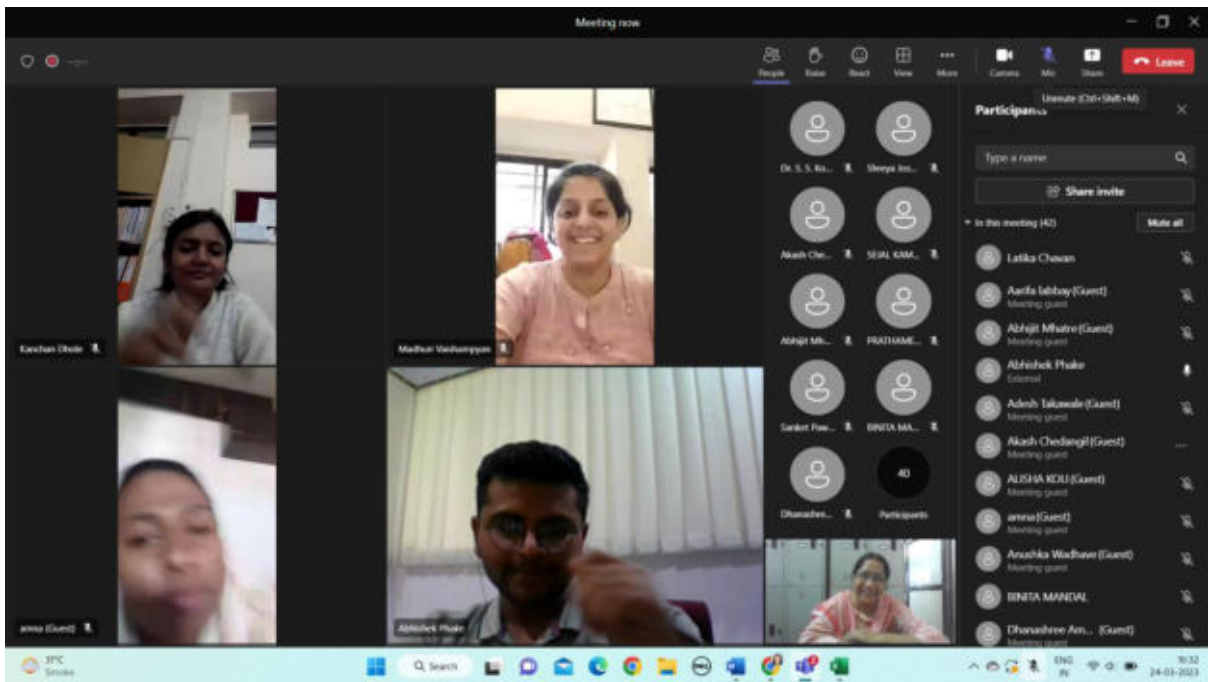 Meeting now
People
Raise
React
View
More
Camera
Mic
Share
Leave
Unmute (Ctrl+Shift+M)
Kanchan Dhole
Madhuri Vaishampyan
amna (Guest)
Abhishek Phake
Dr. S. S. Ko...
Shreya Jos...
Akash Che...
SEJAL KAM...
Abhijit Mh...
PRATHAME...
Sanket Paw...
BINITA MA...
Dhanashre...
40
Participants
Participants
Type a name
Share invite
In this meeting (42)
Mute all
Latika Chavan
Aarifa labbay (Guest)
Meeting guest
Abhijit Mhatre (Guest)
Meeting guest
Abhishek Phake
External
Adesh Takawale (Guest)
Meeting guest
Akash Chedangil (Guest)
Meeting guest
ALISHA KOLI (Guest)
Meeting guest
amna (Guest)
Meeting guest
Anushka Wadhave (Guest)
Meeting guest
BINITA MANDAL
Dhanashree Am... (Guest)
Meeting guest
31°C
Smoke
Search
ENG
IN
16:32
24-03-2023